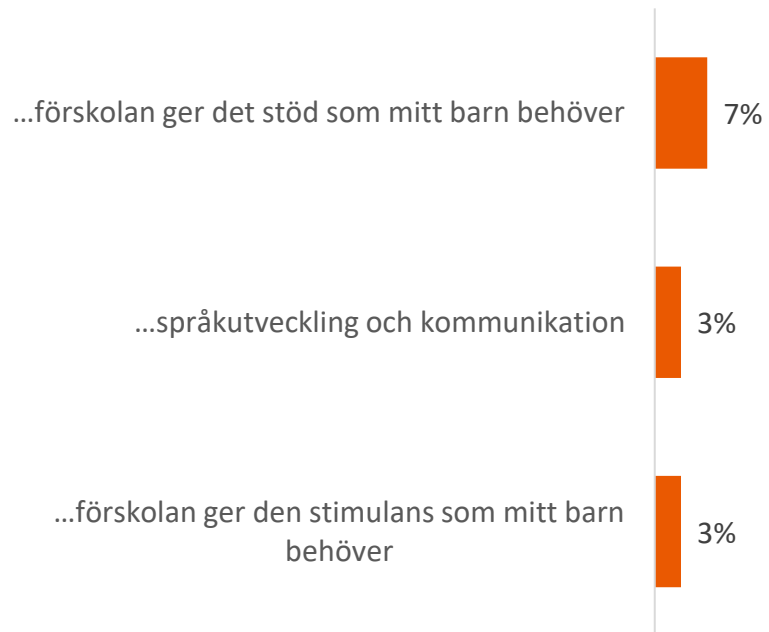 ...förskolan ger det stöd som mitt barn behöver
7%
...språkutveckling och kommunikation
3%
...förskolan ger den stimulans som mitt barn
behöver
3%